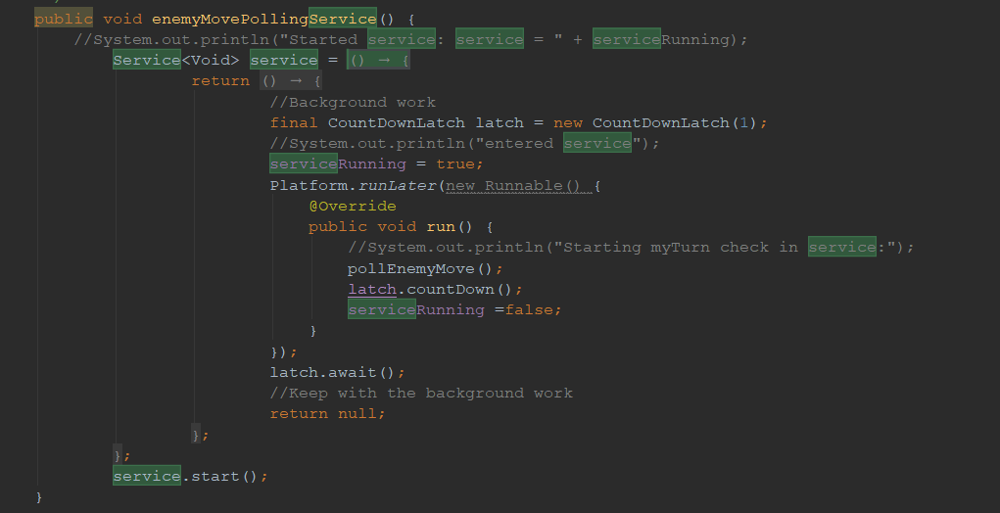 public void enemyMovePollingService() {
    //System.out.println("Started service: service = " + serviceRunning);
        Service<Void> service = () → {
                return () → {
                        //Background work
                        final CountDownLatch latch = new CountDownLatch(1);
                        //System.out.println("entered service");
                        serviceRunning = true;
                        Platform.runLater(new Runnable() {
                            @Override
                            public void run() {
                                //System.out.println("Starting myTurn check in service:");
                                pollEnemyMove();
                                latch.countDown();
                                serviceRunning =false;
                            }
                        });
                        latch.await();
                        //Keep with the background work
                        return null;
                };
        };
        service.start();
}